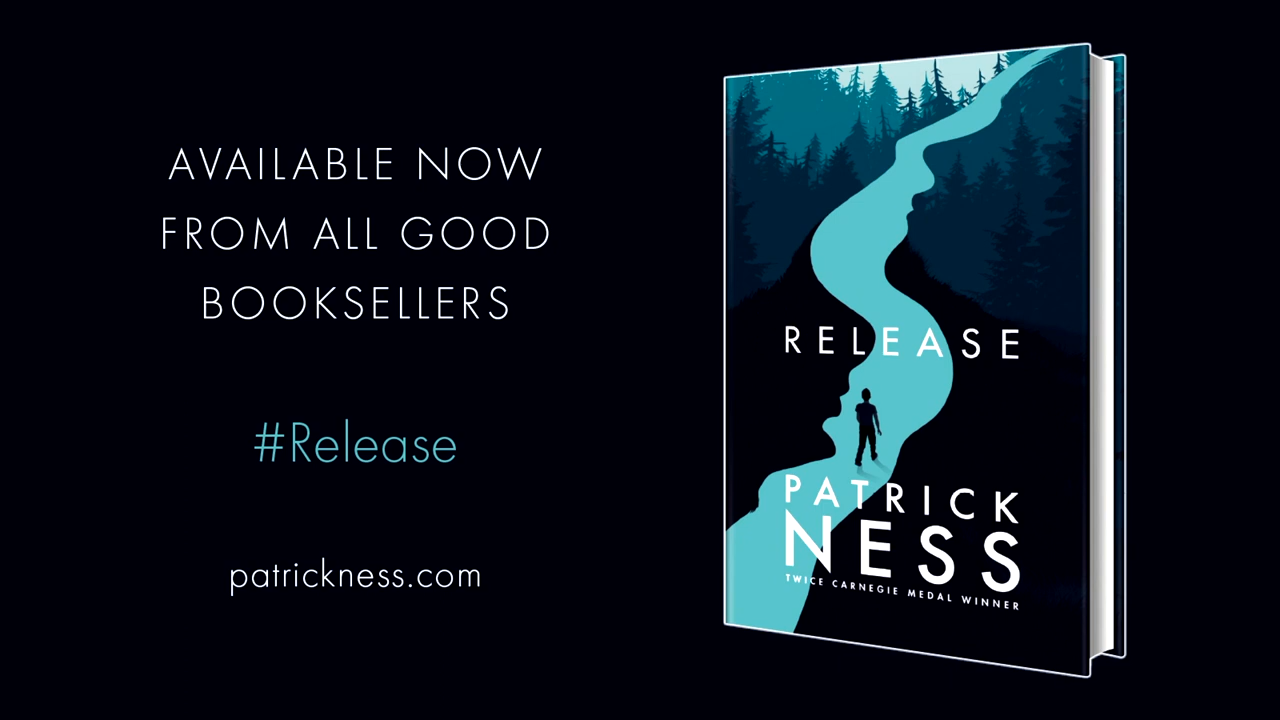 AVAILABLE NOW
FROM ALL GOOD
BOOKSELLERS
#Release
patrickness.com
RELEASE
PATRICK
NESS
TWICE CARNEGIE MEDAL WINNER